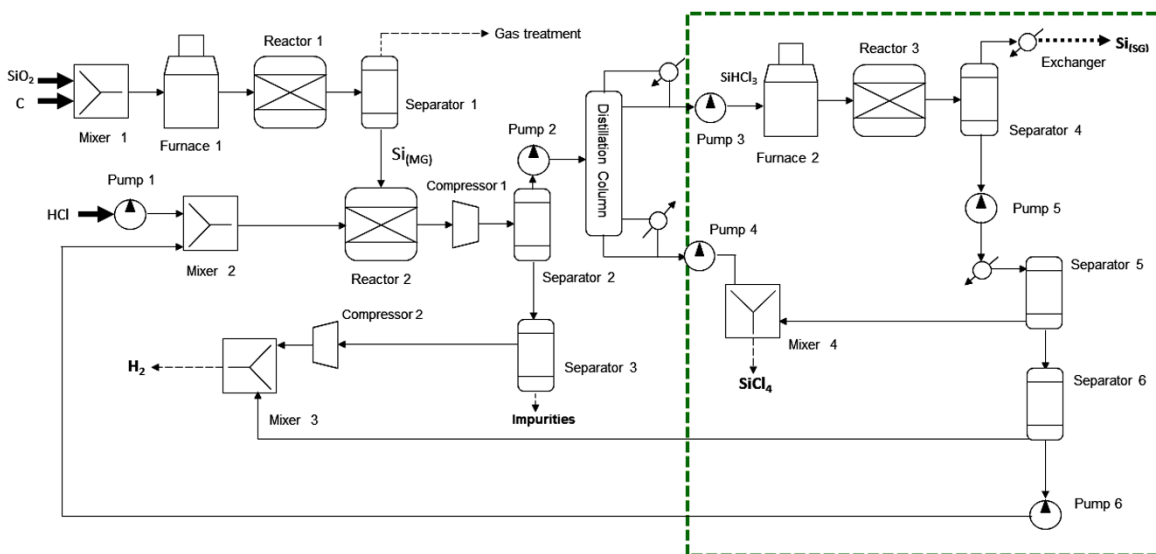 Reactor 1
Gas treatment
SiO₂
C
Mixer 1
Furnace 1
Separator 1
Si(MG)
Pump 1
HCl
Mixer 2
Reactor 2
Compressor 1
Pump 2
Separator 2
Distillation Column
Compressor 2
H₂
Mixer 3
Separator 3
Impurities
SiHCl₃
Pump 3
Furnace 2
Reactor 3
Separator 4
Exchanger
Si(SG)
Pump 4
Pump 5
Separator 5
Mixer 4
SiCl₄
Separator 6
Pump 6